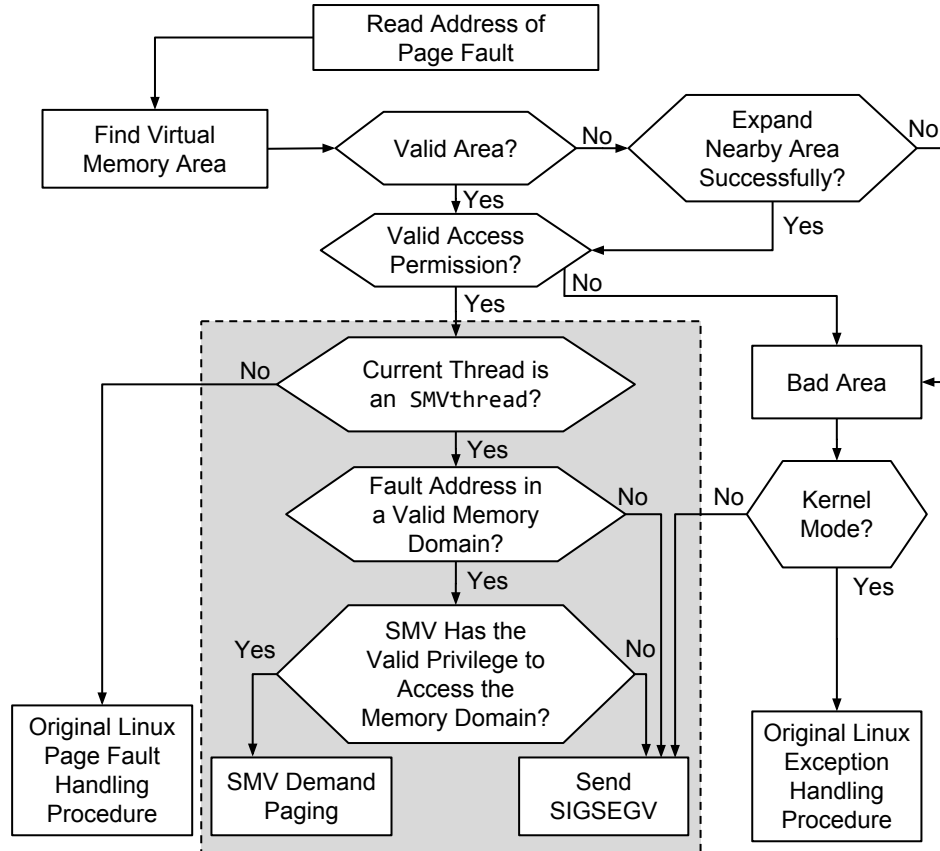 Read Address of
Page Fault
Find Virtual
Memory Area
Valid Area?
No
Expand
Nearby Area
Successfully?
No
Yes
Yes
Valid Access
Permission?
No
Yes
No
Current Thread is
an SMVthread?
Bad Area
Yes
Fault Address in
a Valid Memory
Domain?
No
No
Kernel
Mode?
Yes
Yes
Yes
SMV Has the
Valid Privilege to
Access the
Memory Domain?
No
Original Linux
Page Fault
Handling
Procedure
SMV Demand
Paging
Send
SIGSEGV
Original Linux
Exception
Handling
Procedure